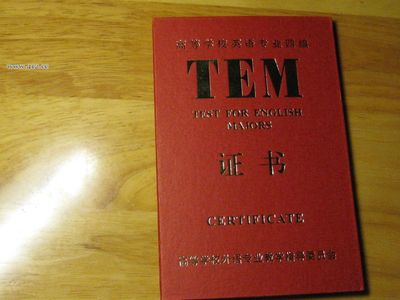 高等学校英语专业四级
TEM
TEST FOR ENGLISH
MAJORS
证书
CERTIFICATE
高等学校外语专业教学指导委员会